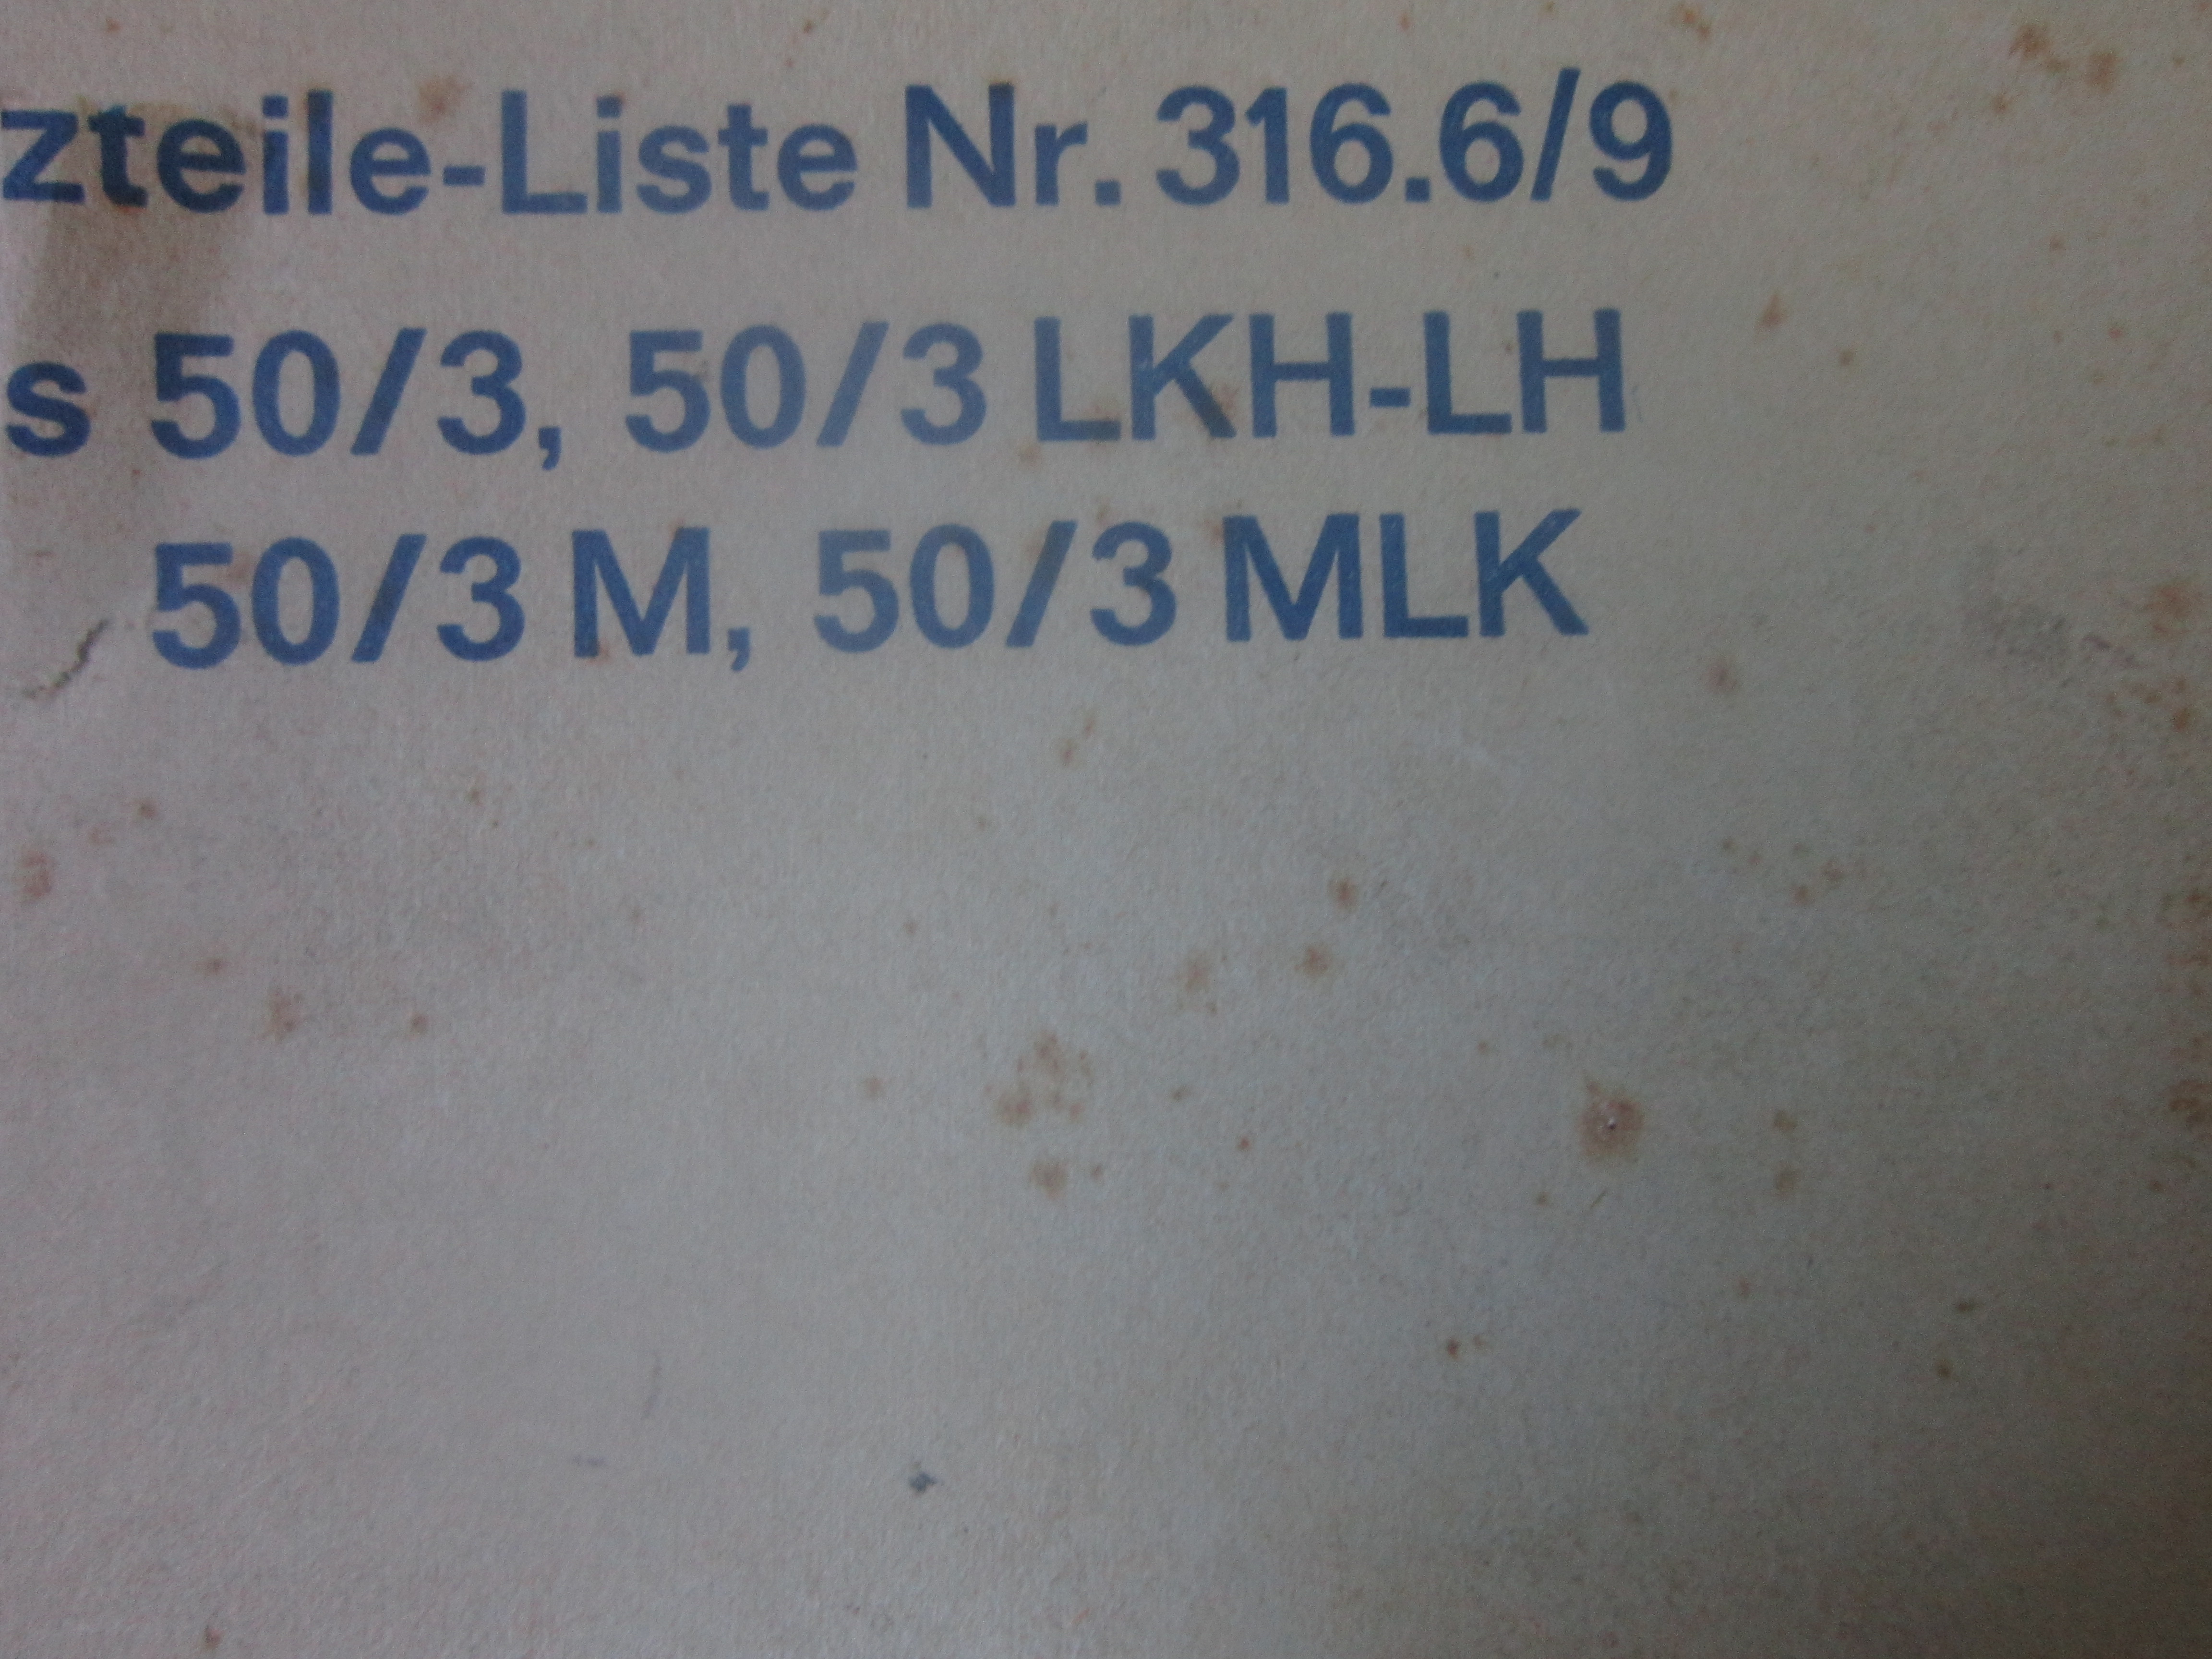 zteile-Liste Nr. 316.6/9
s 50/3, 50/3 LKH-LH
50/3 M, 50/3 MLK